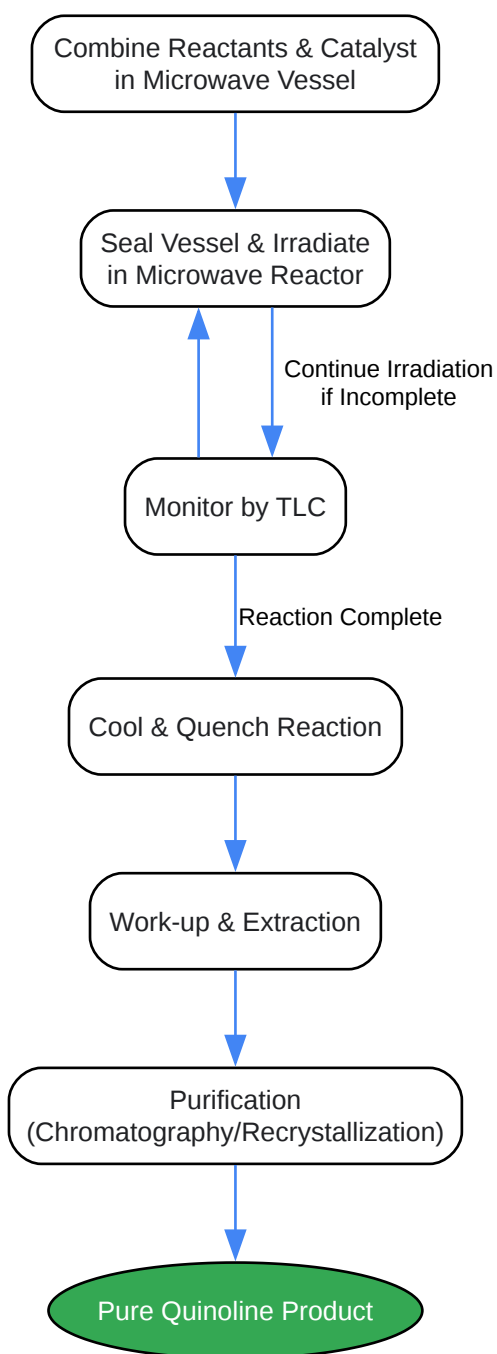 Combine Reactants & Catalyst
in Microwave Vessel
Seal Vessel & Irradiate
in Microwave Reactor
Continue Irradiation
if Incomplete
Monitor by TLC
Reaction Complete
Cool & Quench Reaction
Work-up & Extraction
Purification
(Chromatography/Recrystallization)
Pure Quinoline Product